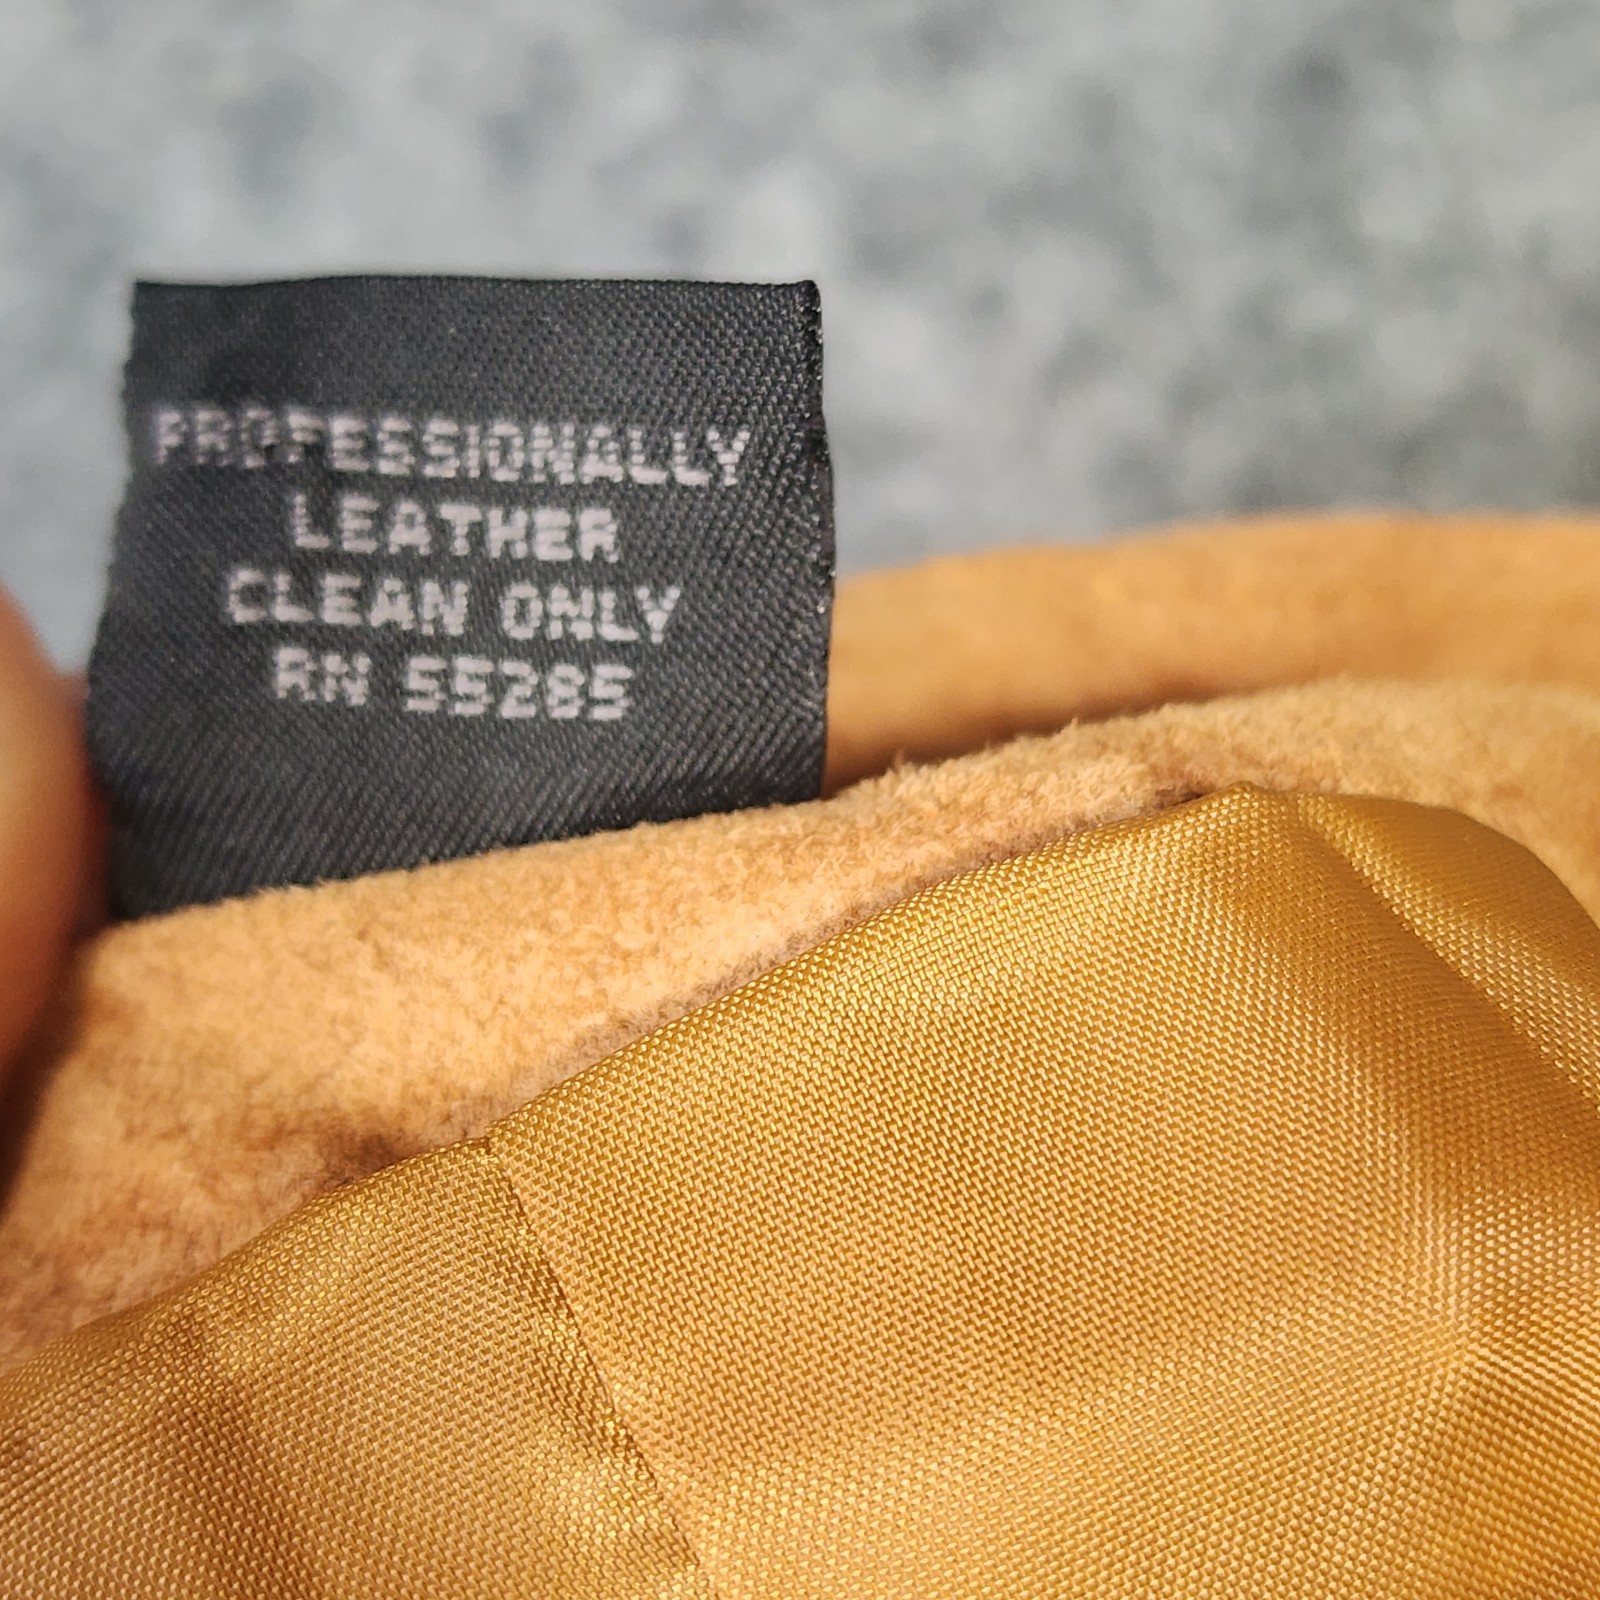 PROFESSIONALLY
LEATHER
CLEAN ONLY
RN 55285